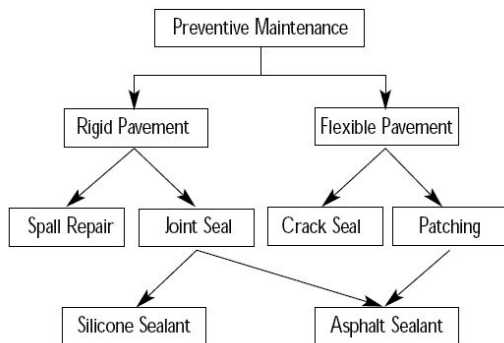 Preventive Maintenance
Rigid Pavement
Flexible Pavement
Spall Repair
Joint Seal
Crack Seal
Patching
Silicone Sealant
Asphalt Sealant